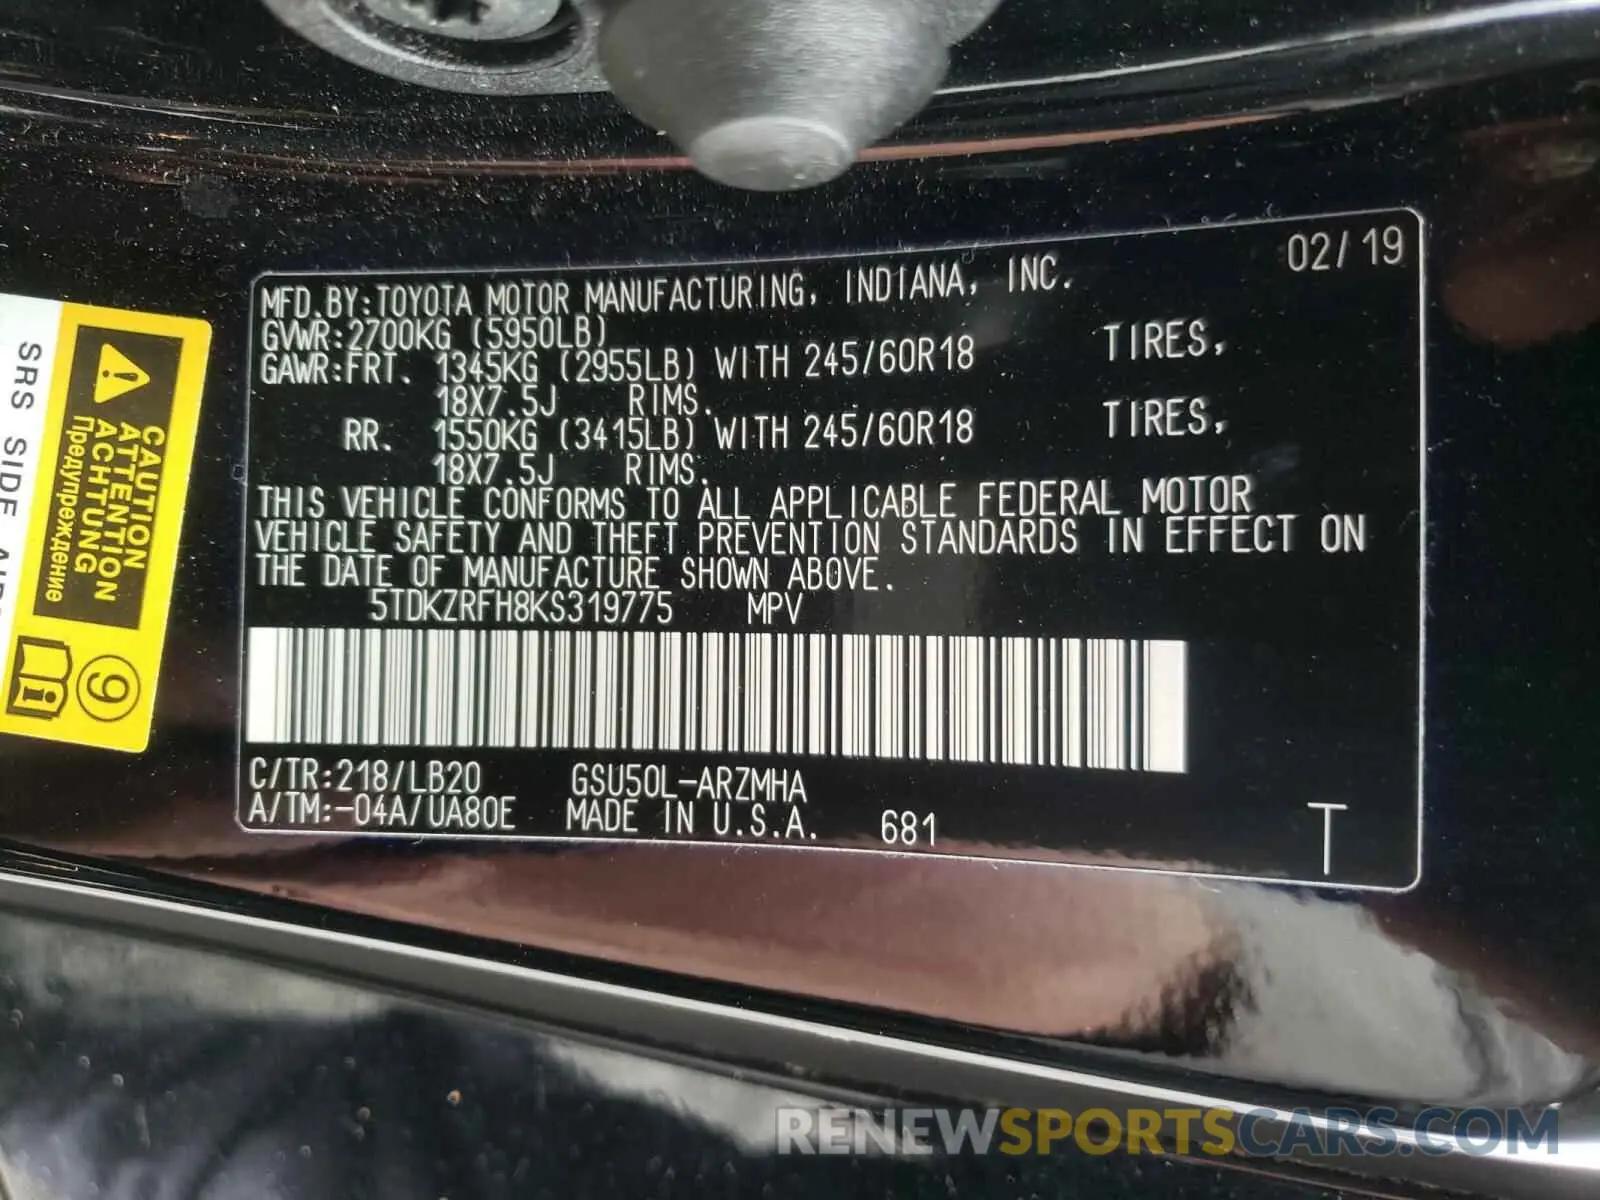 02/19
MFD.BY:TOYOTA MOTOR MANUFACTURING, INDIANA, INC.
GVWR:2700KG (5950LB)
GAWR:FRT. 1345KG (2955LB) WITH 245/60R18 TIRES,
18X7.5J RIMS.
RR. 1550KG (3415LB) WITH 245/60R18 TIRES,
18X7.5J RIMS.
THIS VEHICLE CONFORMS TO ALL APPLICABLE FEDERAL MOTOR
VEHICLE SAFETY AND THEFT PREVENTION STANDARDS IN EFFECT ON
THE DATE OF MANUFACTURE SHOWN ABOVE.
5TDKZRFH8KS319775 MPV
C/TR:218/LB20 GSU50L-ARZMHA
A/TM:-04A/UA80E MADE IN U.S.A. 681
T
CAUTION
ATTENTION
ACHTUNG
Предупреждение
9
SRS SIDE
RENEWSPORTSCARS.COM